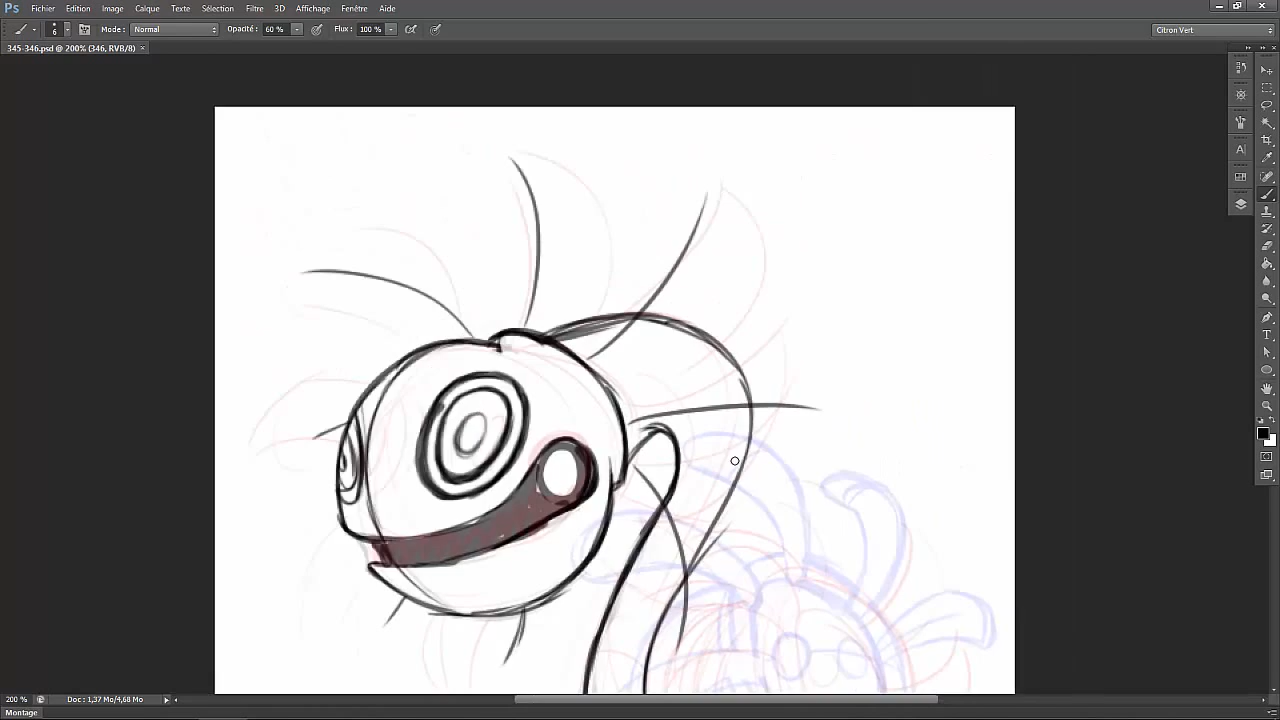 Ps Fichier Edition Image Calque Texte Sélection Filtre 3D Affichage Fenêtre Aide
6 Mode : Normal Opacité : 60 % Flux : 100 % Citron Vert
345-346.psd @ 200% (346, RVB/8) ×
200 % Doc : 1,37 Mo/4,68 Mo
Montage